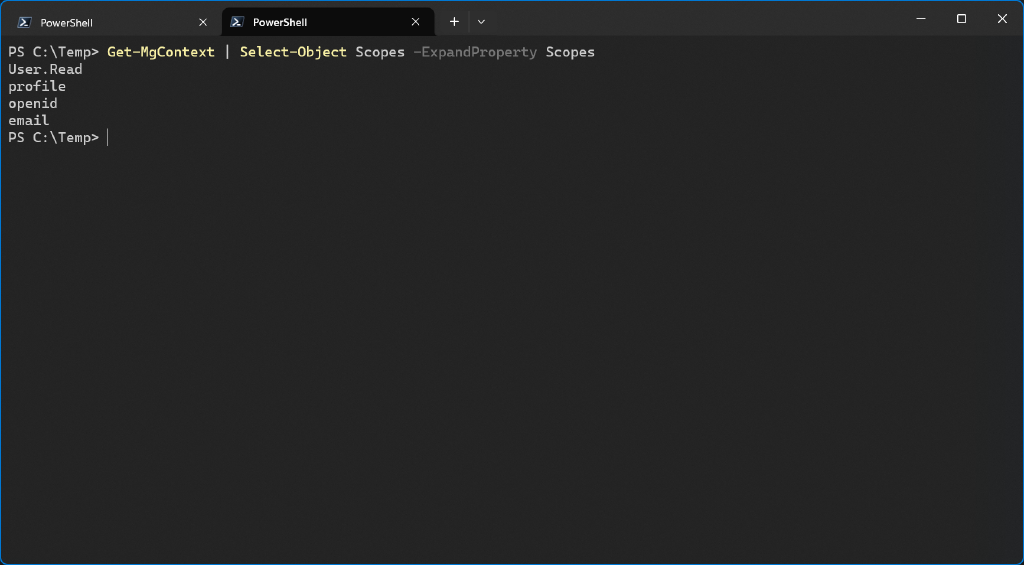 PowerShell
PowerShell
PS C:\Temp> Get-MgContext | Select-Object Scopes -ExpandProperty Scopes
User.Read
profile
openid
email
PS C:\Temp>